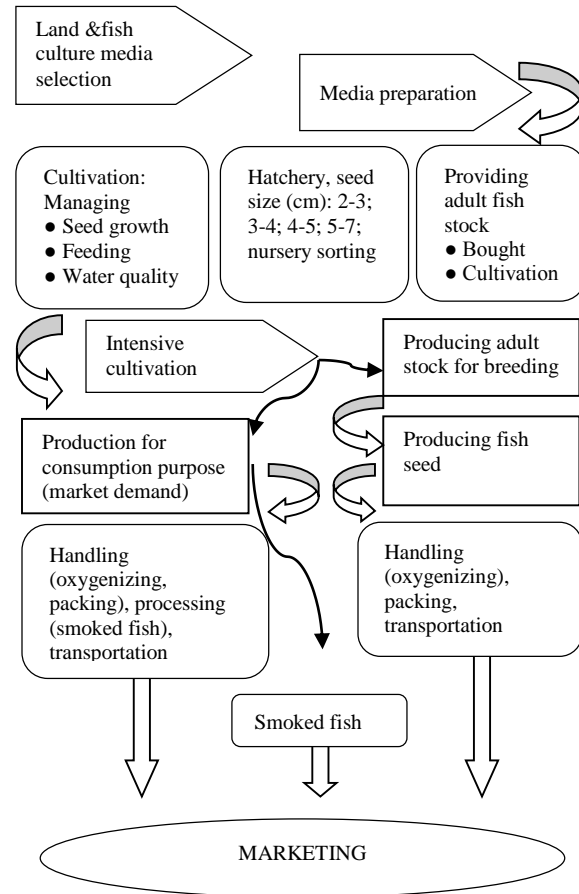 Land &fish
culture media
selection
Media preparation
Cultivation:
Managing
● Seed growth
● Feeding
● Water quality
Hatchery, seed
size (cm): 2-3;
3-4; 4-5; 5-7;
nursery sorting
Providing
adult fish
stock
● Bought
● Cultivation
Intensive
cultivation
Producing adult
stock for breeding
Production for
consumption purpose
(market demand)
Producing fish
seed
Handling
(oxygenizing,
packing), processing
(smoked fish),
transportation
Handling
(oxygenizing),
packing,
transportation
Smoked fish
MARKETING